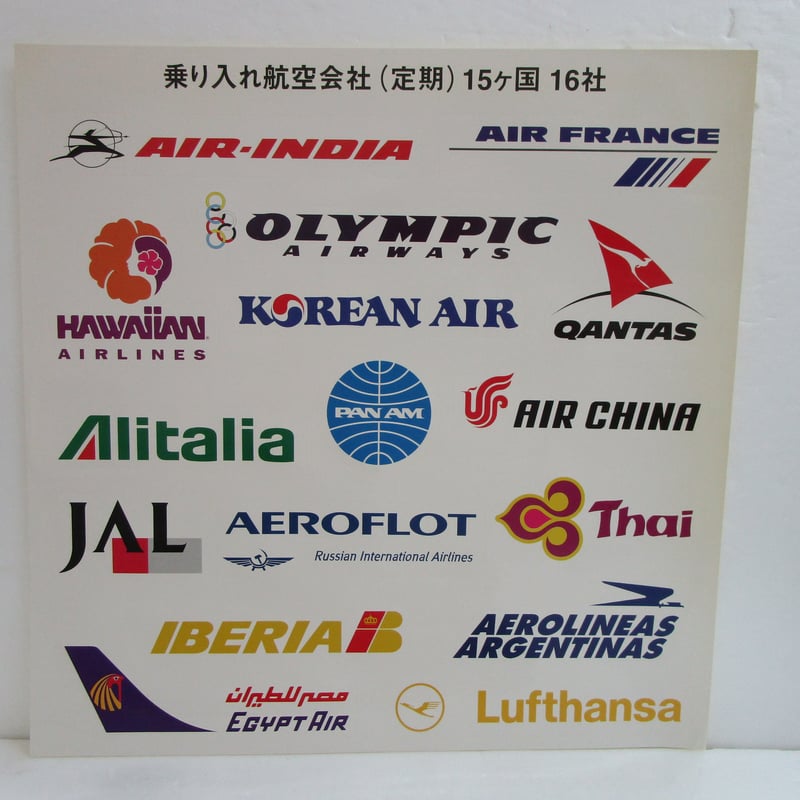 乗り入れ航空会社（定期）15ヶ国 16社
AIR-INDIA
AIR FRANCE
OLYMPIC
AIRWAYS
HAWAIIAN
AIRLINES
KOREAN AIR
QANTAS
Alitalia
PAN AM
AIR CHINA
JAL
AEROFLOT
Russian International Airlines
Thai
IBERIA
AEROLINEAS
ARGENTINAS
مصر للطيران
EGYPTAIR
Lufthansa